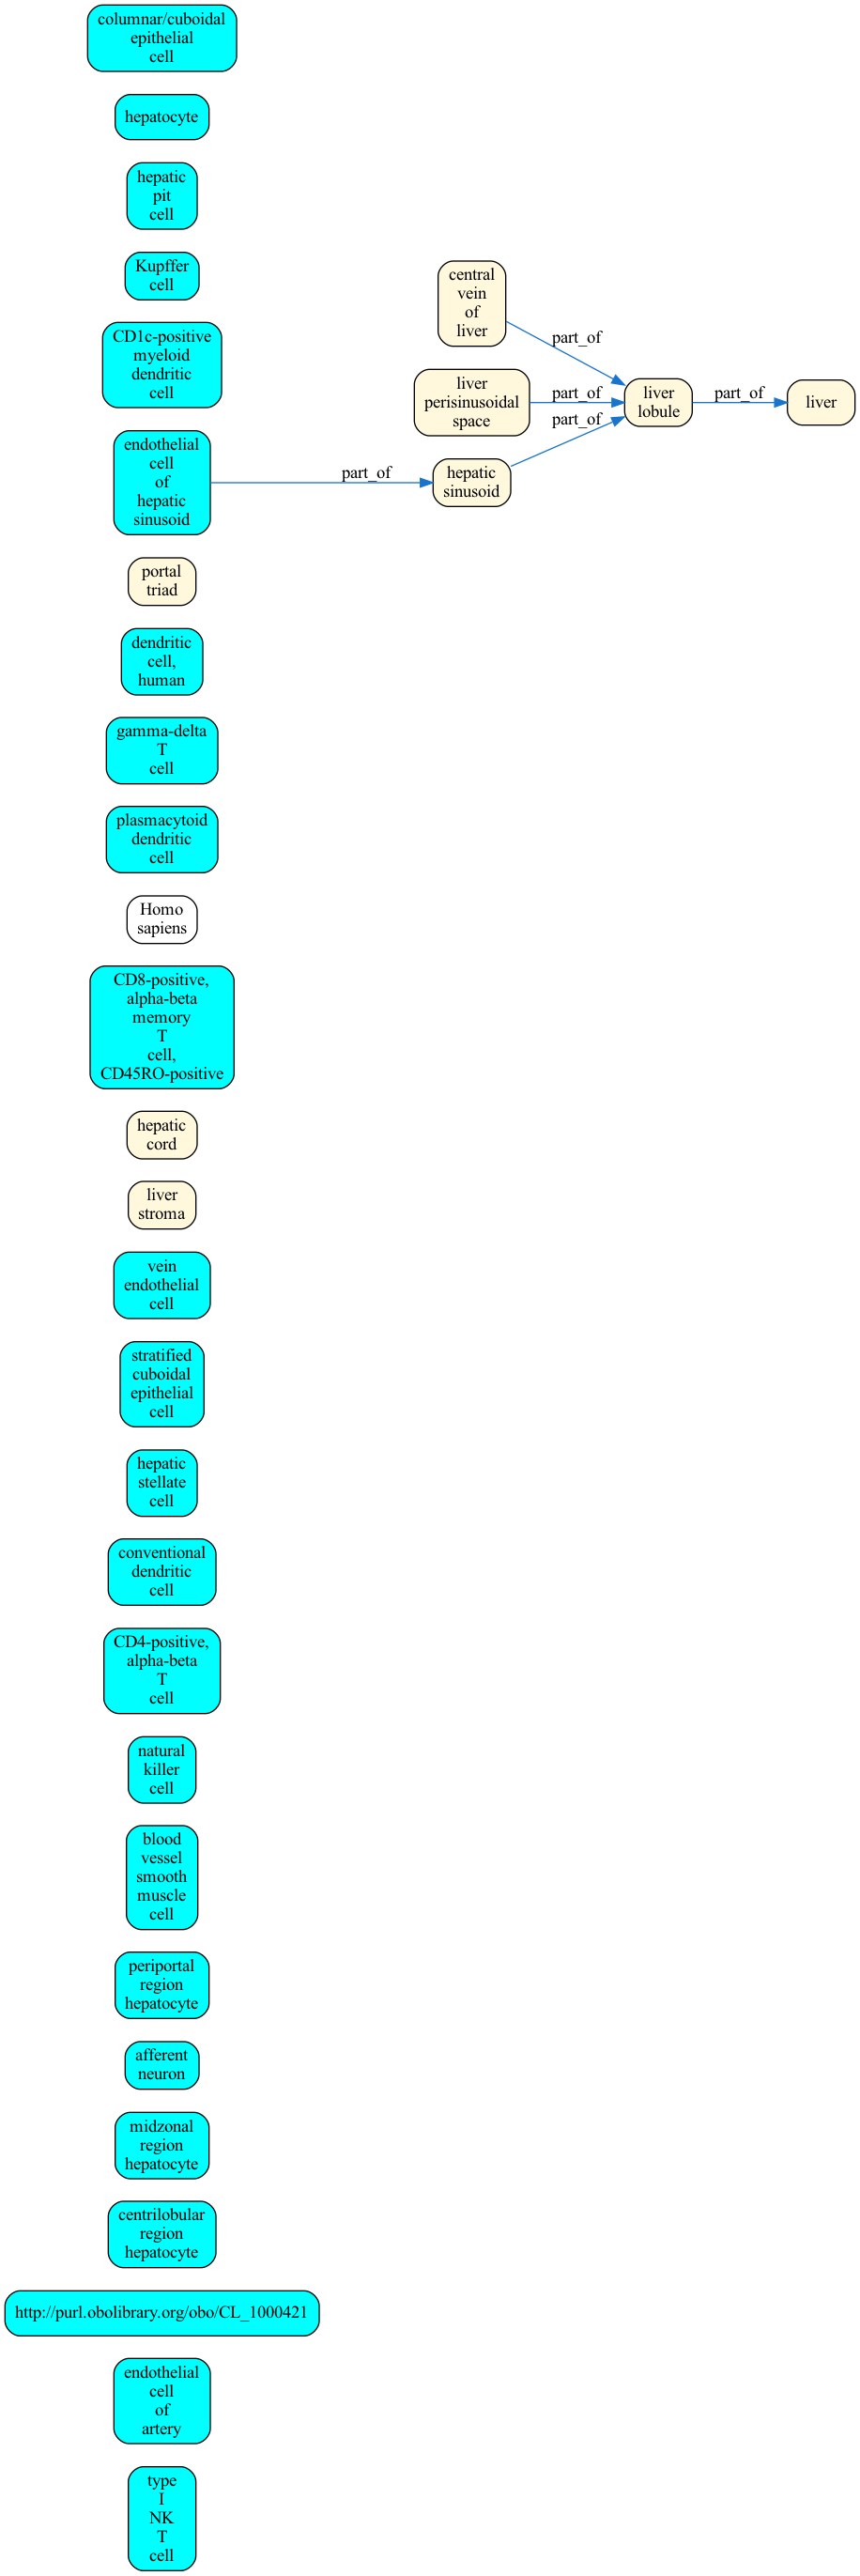 columnar/cuboidal
epithelial
cell
hepatocyte
hepatic
pit
cell
Kupffer
cell
CD1c-positive
myeloid
dendritic
cell
central
vein
of
liver
part_of
liver
perisinusoidal
space
part_of
liver
lobule
part_of
liver
part_of
endothelial
cell
of
hepatic
sinusoid
part_of
hepatic
sinusoid
portal
triad
dendritic
cell,
human
gamma-delta
T
cell
plasmacytoid
dendritic
cell
Homo
sapiens
CD8-positive,
alpha-beta
memory
T
cell,
CD45RO-positive
hepatic
cord
liver
stroma
vein
endothelial
cell
stratified
cuboidal
epithelial
cell
hepatic
stellate
cell
conventional
dendritic
cell
CD4-positive,
alpha-beta
T
cell
natural
killer
cell
blood
vessel
smooth
muscle
cell
periportal
region
hepatocyte
afferent
neuron
midzonal
region
hepatocyte
centrilobular
region
hepatocyte
http://purl.obolibrary.org/obo/CL_1000421
endothelial
cell
of
artery
type
I
NK
T
cell